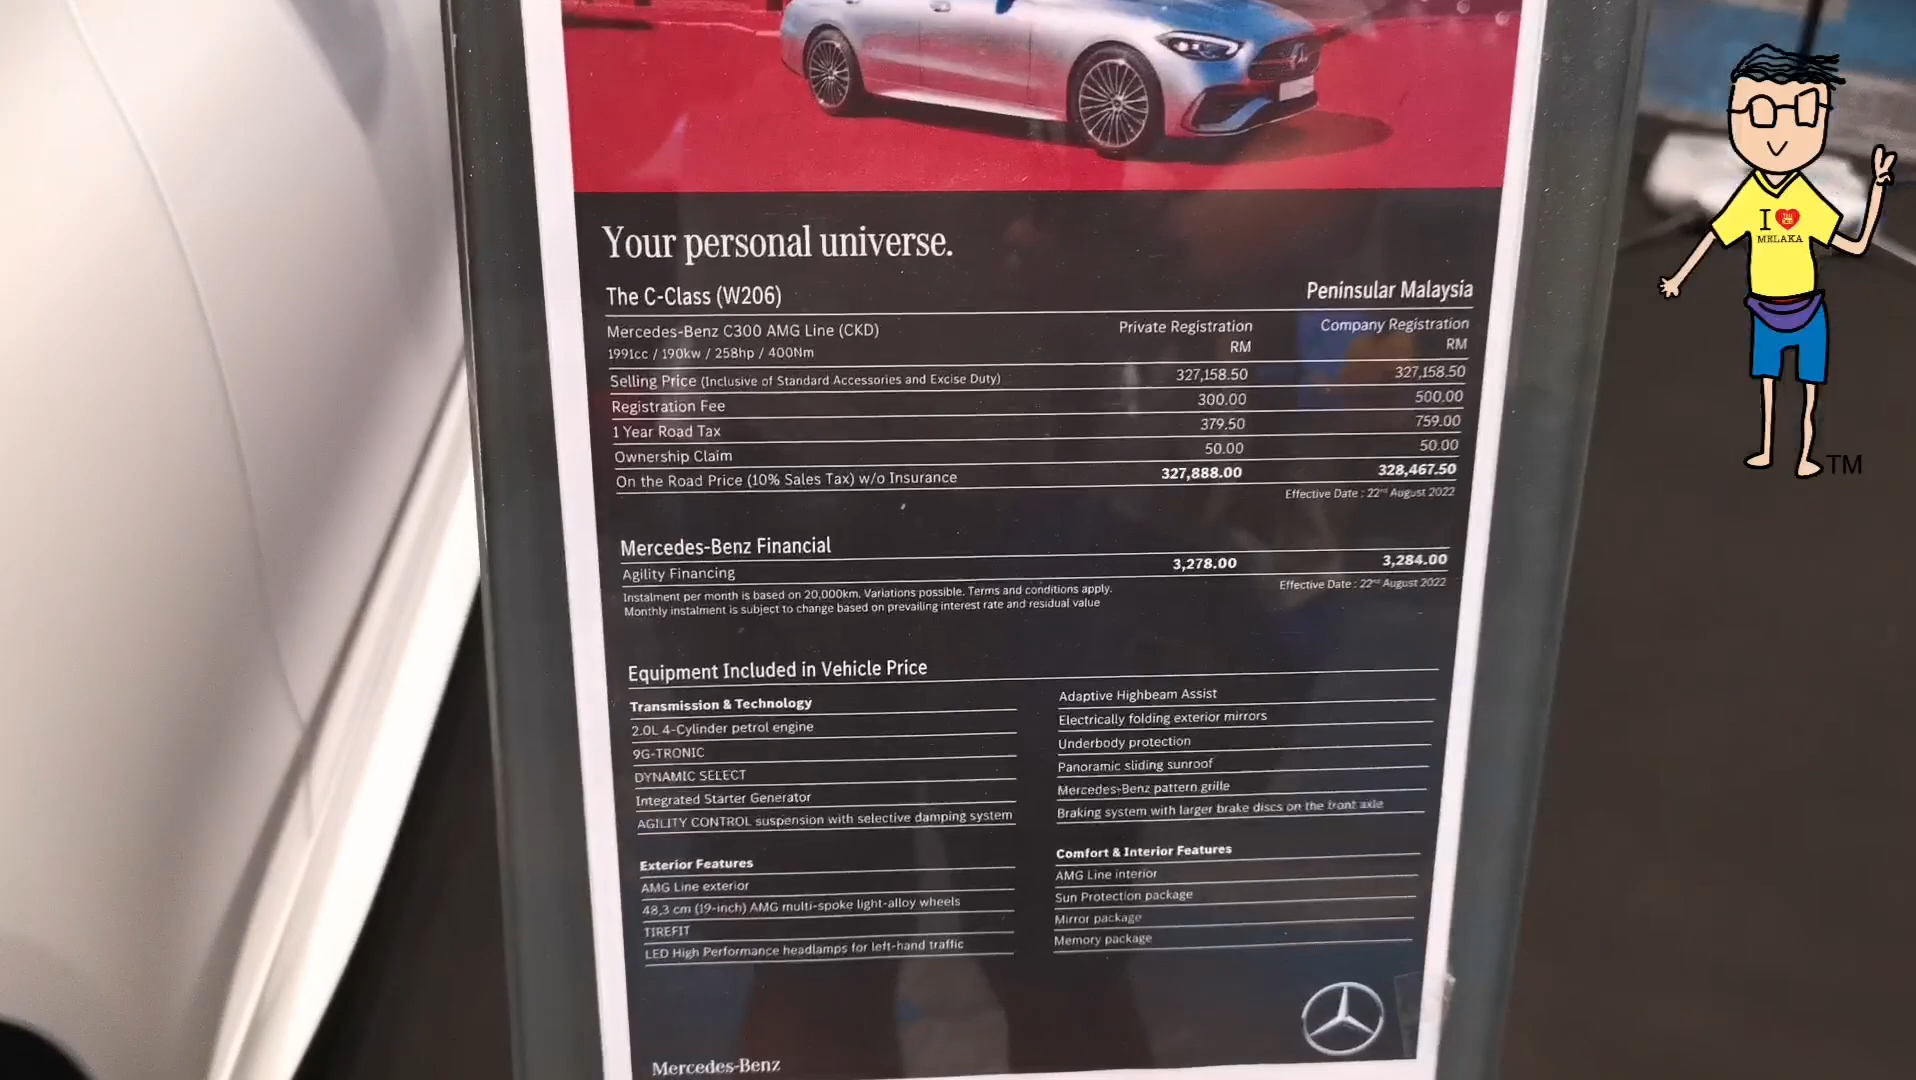 Your personal universe.
The C-Class (W206) Peninsular Malaysia
Mercedes-Benz C300 AMG Line (CKD) Private Registration Company Registration
1991cc / 190kw / 258hp / 400Nm RM RM
Selling Price (Inclusive of Standard Accessories and Excise Duty) 327,158.50 327,158.50
Registration Fee 300.00 500.00
1 Year Road Tax 379.50 759.00
Ownership Claim 50.00 50.00
On the Road Price (10% Sales Tax) w/o Insurance 327,888.00 328,467.50
Effective Date : 22nd August 2022
Mercedes-Benz Financial
Agility Financing 3,278.00 3,284.00
Instalment per month is based on 20,000km. Variations possible. Terms and conditions apply. Effective Date : 22nd August 2022
Monthly instalment is subject to change based on prevailing interest rate and residual value
Equipment Included in Vehicle Price
Transmission & Technology
2.0L 4-Cylinder petrol engine
9G-TRONIC
DYNAMIC SELECT
Integrated Starter Generator
AGILITY CONTROL suspension with selective damping system
Exterior Features
AMG Line exterior
48,3 cm (19-inch) AMG multi-spoke light-alloy wheels
TIREFIT
LED High Performance headlamps for left-hand traffic
Adaptive Highbeam Assist
Electrically folding exterior mirrors
Underbody protection
Panoramic sliding sunroof
Mercedes-Benz pattern grille
Braking system with larger brake discs on the front axle
Comfort & Interior Features
AMG Line interior
Sun Protection package
Mirror package
Memory package
Mercedes-Benz
I
MELAKA
TM